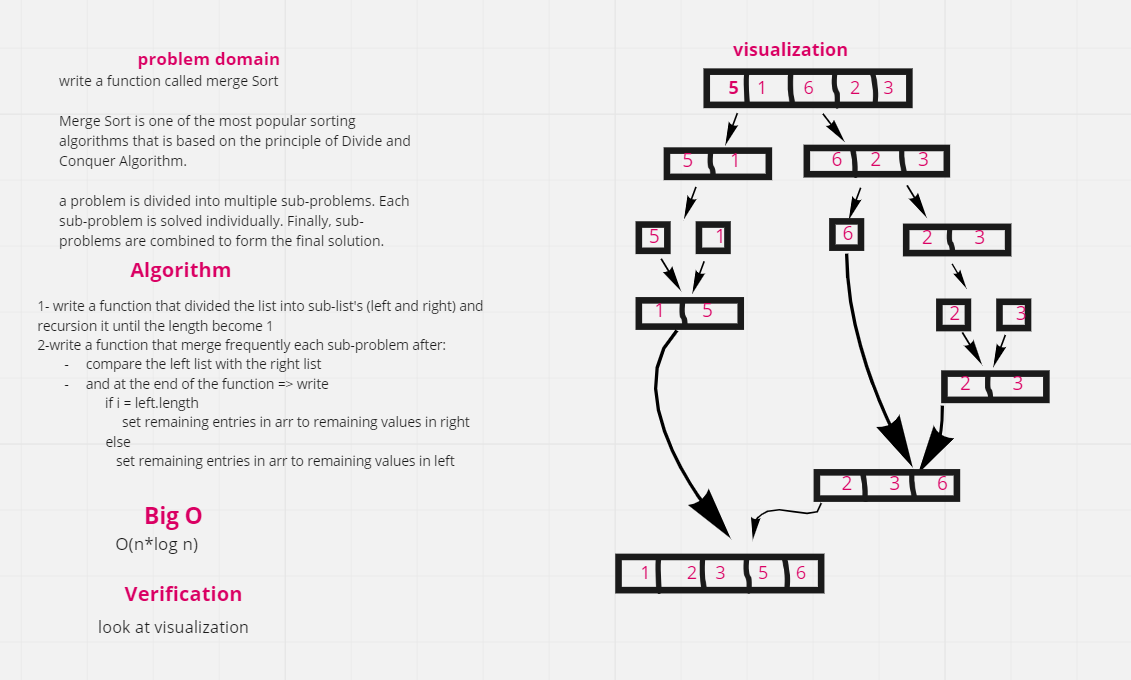 problem domain
write a function called merge Sort
Merge Sort is one of the most popular sorting
algorithms that is based on the principle of Divide and
Conquer Algorithm.
a problem is divided into multiple sub-problems. Each
sub-problem is solved individually. Finally, sub-
problems are combined to form the final solution.
Algorithm
1- write a function that divided the list into sub-list's (left and right) and
recursion it until the length become 1
2-write a function that merge frequently each sub-problem after:
- compare the left list with the right list
- and at the end of the function => write
if i = left.length
set remaining entries in arr to remaining values in right
else
set remaining entries in arr to remaining values in left
Big O
O(n*log n)
Verification
look at visualization
visualization
5 1 6 2 3
5 1
6 2 3
5
1
6
2 3
1 5
2
3
2 3
2 3 6
1 2 3 5 6